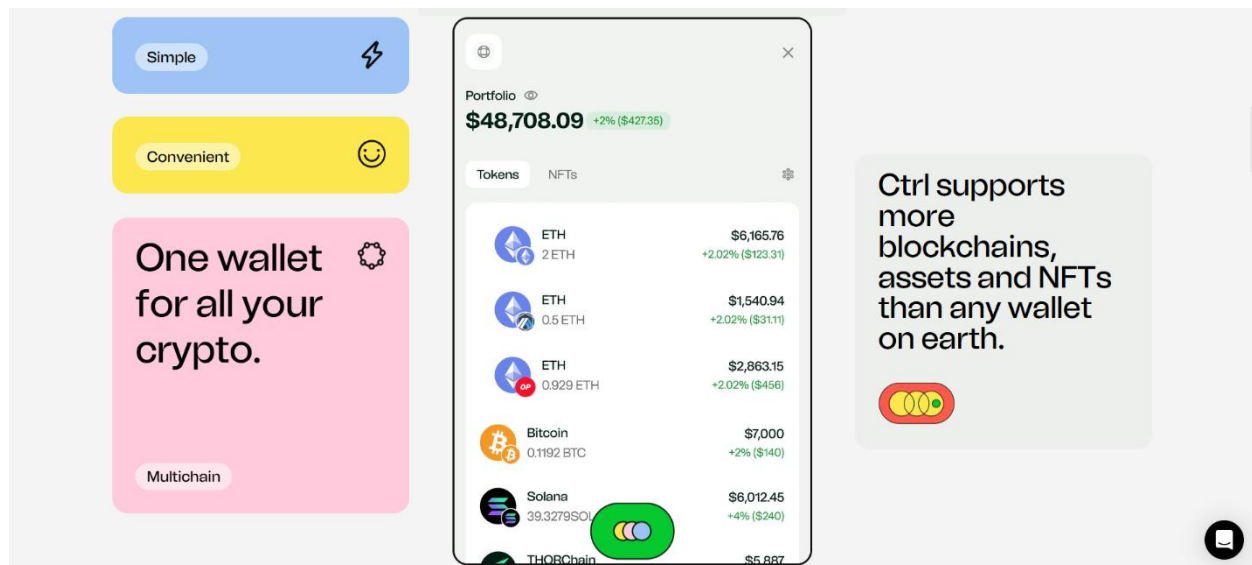 Simple
Convenient
One wallet
for all your
crypto.
Multichain
Portfolio
$48,708.09 +2% ($427.35)
Tokens NFTs
ETH $6,165.76
2 ETH +2.02% ($123.31)
ETH $1,540.94
0.5 ETH +2.02% ($31.11)
OP
ETH $2,863.15
0.929 ETH +2.02% ($456)
Bitcoin $7,000
0.1192 BTC +2% ($140)
Solana $6,012.45
39.3279SOL +4% ($240)
THORChain $5,887
Ctrl supports
more
blockchains,
assets and NFTs
than any wallet
on earth.